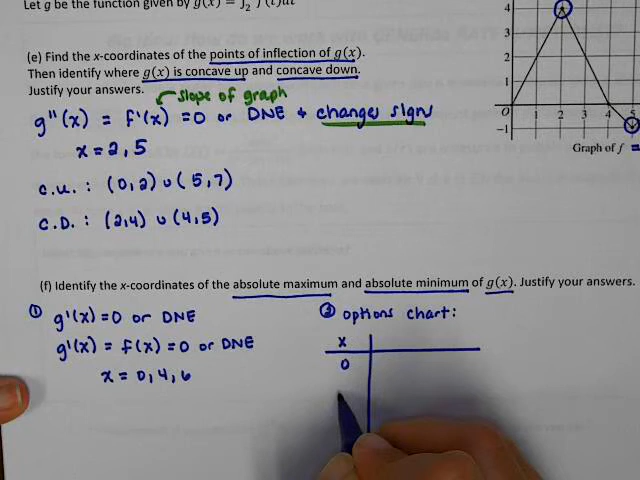 Let g be the function given by g(x) = ∫₂ f(t)dt
4
3
2
1
O
-1
1 2 3 4 5
Graph of f =
(e) Find the x-coordinates of the points of inflection of g(x).
Then identify where g(x) is concave up and concave down.
Justify your answers.
slope of graph
g''(x) = f'(x) = 0 or DNE + changes signs
x = 2, 5
C.U. : (0,2) ∪ (5,7)
C.D. : (2,4) ∪ (4,5)
(f) Identify the x-coordinates of the absolute maximum and absolute minimum of g(x). Justify your answers.
① g'(x) = 0 or DNE
g'(x) = f(x) = 0 or DNE
x = 0, 4, 6
② options chart:
x
0